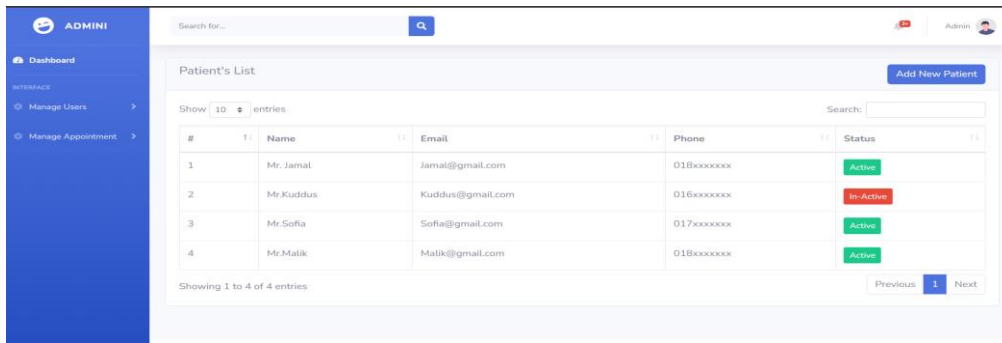 ADMINI
Search for...
Admin
Dashboard
INTERFACE
Manage Users
Manage Appointment
Patient's List
Add New Patient
Show 10 entries
Search:
# Name Email Phone Status
1 Mr. Jamal Jamal@gmail.com 018xxxxxxx Active
2 Mr.Kuddus Kuddus@gmail.com 016xxxxxxx In-Active
3 Mr.Sofia Sofia@gmail.com 017xxxxxxx Active
4 Mr.Malik Malik@gmail.com 018xxxxxxx Active
Showing 1 to 4 of 4 entries
Previous 1 Next